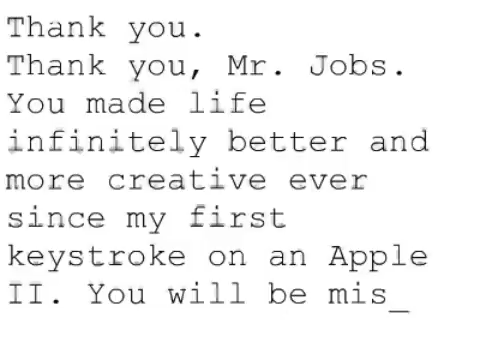 Thank you.
Thank you, Mr. Jobs.
You made life
infinitely better and
more creative ever
since my first
keystroke on an Apple
II. You will be mis_